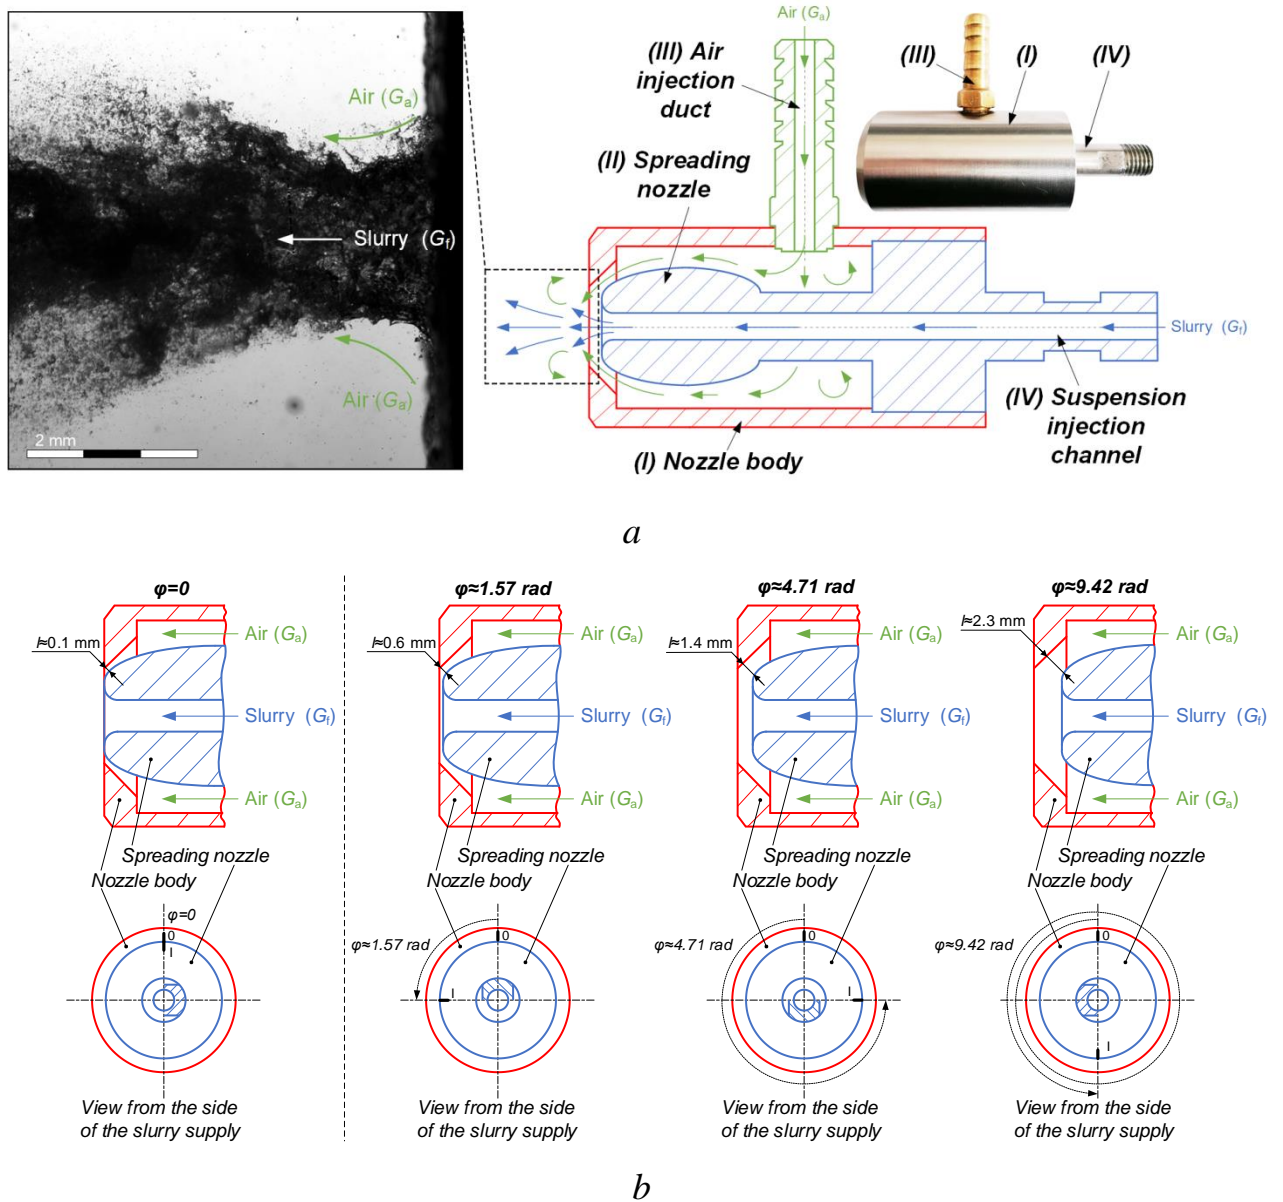 Air (Ga)
Slurry (Gf)
Air (Ga)
2 mm
Air (Ga)
(III) Air
injection
duct
(II) Spreading
nozzle
(III)
(I)
(IV)
Slurry (Gf)
(IV) Suspension
injection
channel
(I) Nozzle body
a
φ=0
l≈0.1 mm
Air (Ga)
Slurry (Gf)
Air (Ga)
φ≈1.57 rad
l≈0.6 mm
Air (Ga)
Slurry (Gf)
Air (Ga)
φ≈4.71 rad
l≈1.4 mm
Air (Ga)
Slurry (Gf)
Air (Ga)
φ≈9.42 rad
l≈2.3 mm
Air (Ga)
Slurry (Gf)
Air (Ga)
Spreading nozzle
Nozzle body
Spreading nozzle
Nozzle body
Spreading nozzle
Nozzle body
φ=0
0
I
View from the side
of the slurry supply
φ≈1.57 rad
0
I
View from the side
of the slurry supply
φ≈4.71 rad
0
I
View from the side
of the slurry supply
φ≈9.42 rad
0
I
View from the side
of the slurry supply
b